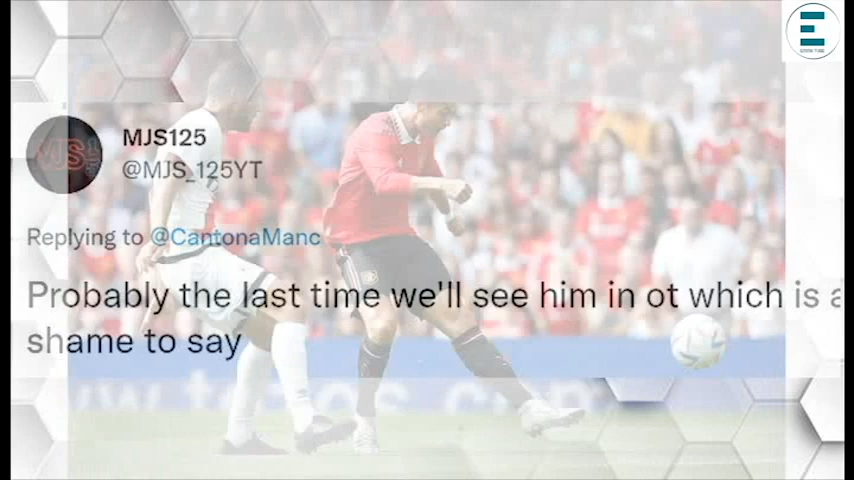 E
MJS125
@MJS_125YT
Replying to @CantonaManc
Probably the last time we'll see him in ot which is a
shame to say